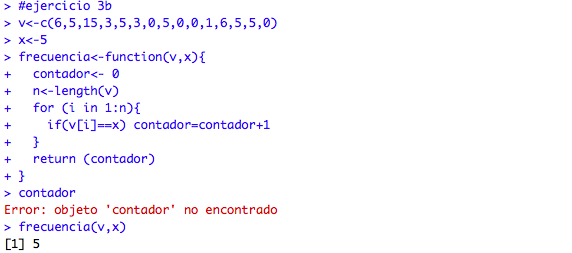 > #ejercicio 3b
> v<-c(6,5,15,3,5,3,0,5,0,0,1,6,5,5,0)
> x<-5
> frecuencia<-function(v,x){
+   contador<- 0
+   n<-length(v)
+   for (i in 1:n){
+     if(v[i]==x) contador=contador+1
+   }
+   return (contador)
+ }
> contador
Error: objeto 'contador' no encontrado
> frecuencia(v,x)
[1] 5